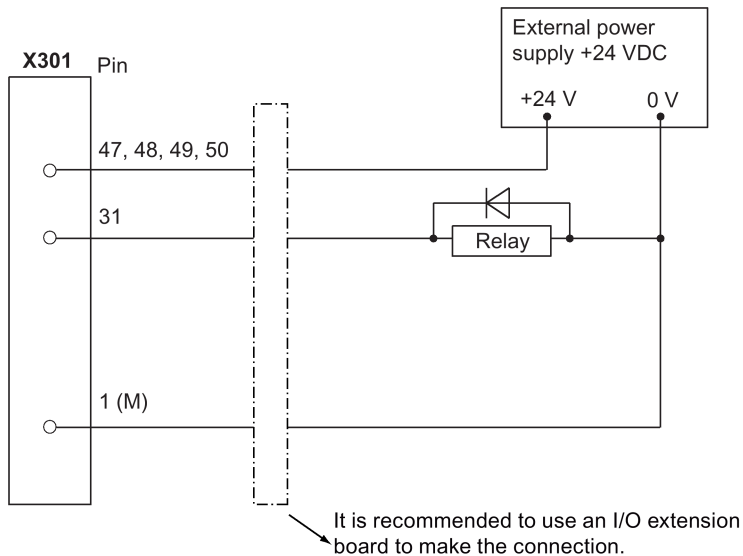 External power
supply +24 VDC
X301
Pin
+24 V
0 V
47, 48, 49, 50
31
Relay
1 (M)
It is recommended to use an I/O extension
board to make the connection.